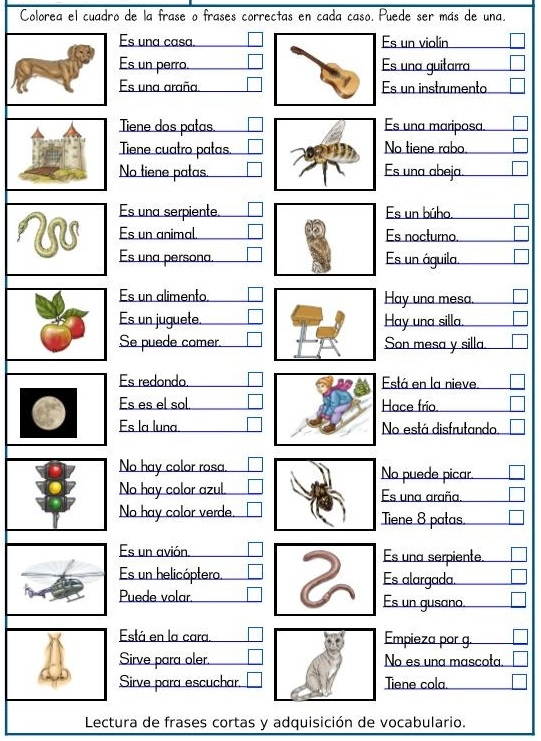 Colorea el cuadro de la frase o frases correctas en cada caso. Puede ser más de una.
Es una casa.
Es un perro.
Es una araña.
Es un violín
Es una guitarra
Es un instrumento
Tiene dos patas.
Tiene cuatro patas.
No tiene patas.
Es una mariposa.
No tiene rabo.
Es una abeja.
Es una serpiente.
Es un animal.
Es una persona.
Es un búho.
Es nocturno.
Es un águila.
Es un alimento.
Es un juguete.
Se puede comer.
Hay una mesa.
Hay una silla.
Son mesa y silla.
Es redondo.
Es es el sol.
Es la luna.
Está en la nieve.
Hace frío.
No está disfrutando.
No hay color rosa.
No hay color azul.
No hay color verde.
No puede picar.
Es una araña.
Tiene 8 patas.
Es un avión.
Es un helicóptero.
Puede volar.
Es una serpiente.
Es alargada.
Es un gusano.
Está en la cara.
Sirve para oler.
Sirve para escuchar.
Empieza por g.
No es una mascota.
Tiene cola.
Lectura de frases cortas y adquisición de vocabulario.